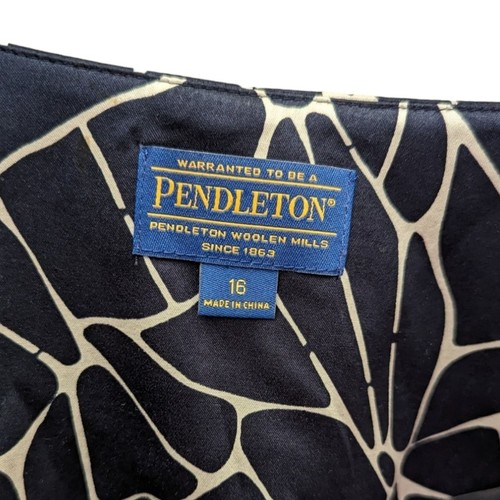 WARRANTED TO BE A
PENDLETON®
PENDLETON WOOLEN MILLS
SINCE 1863
16
MADE IN CHINA